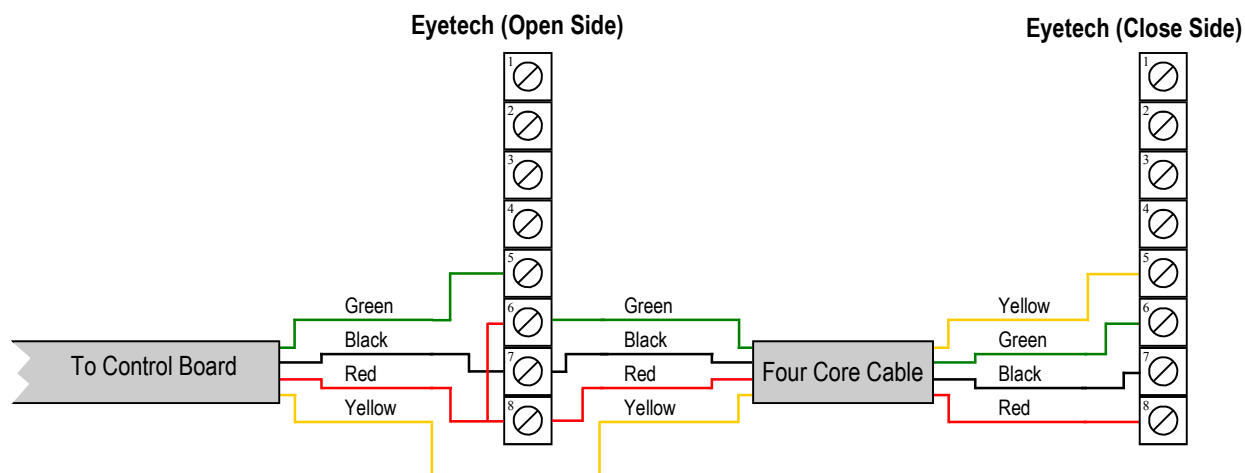 Eyetech (Open Side)
Eyetech (Close Side)
1
2
3
4
5
6
7
8
1
2
3
4
5
6
7
8
To Control Board
Green
Black
Red
Yellow
Green
Black
Red
Yellow
Four Core Cable
Yellow
Green
Black
Red